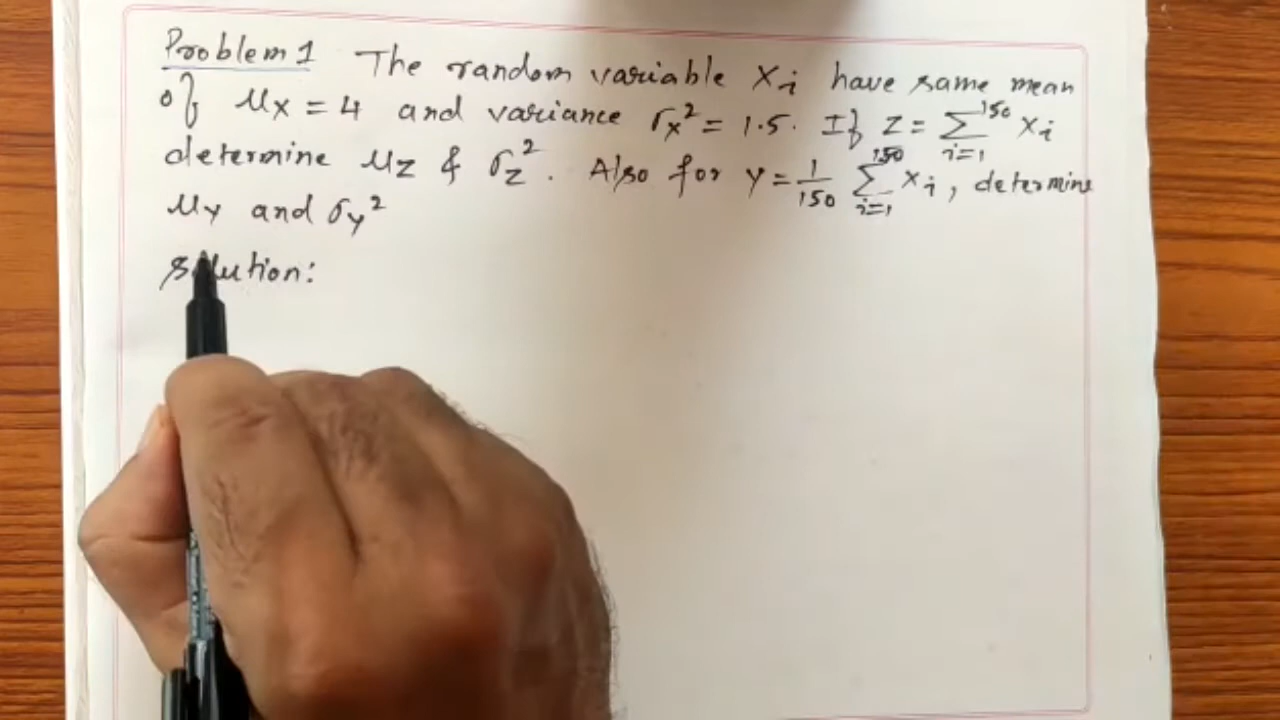 Problem 1 The random variable Xi have same mean
of μx = 4 and variance σx² = 1.5. If Z = Σ_{i=1}^{150} Xi
determine μz & σz². Also for Y = 1/150 Σ_{i=1}^{150} Xi, determine
μy and σy²
Solution: